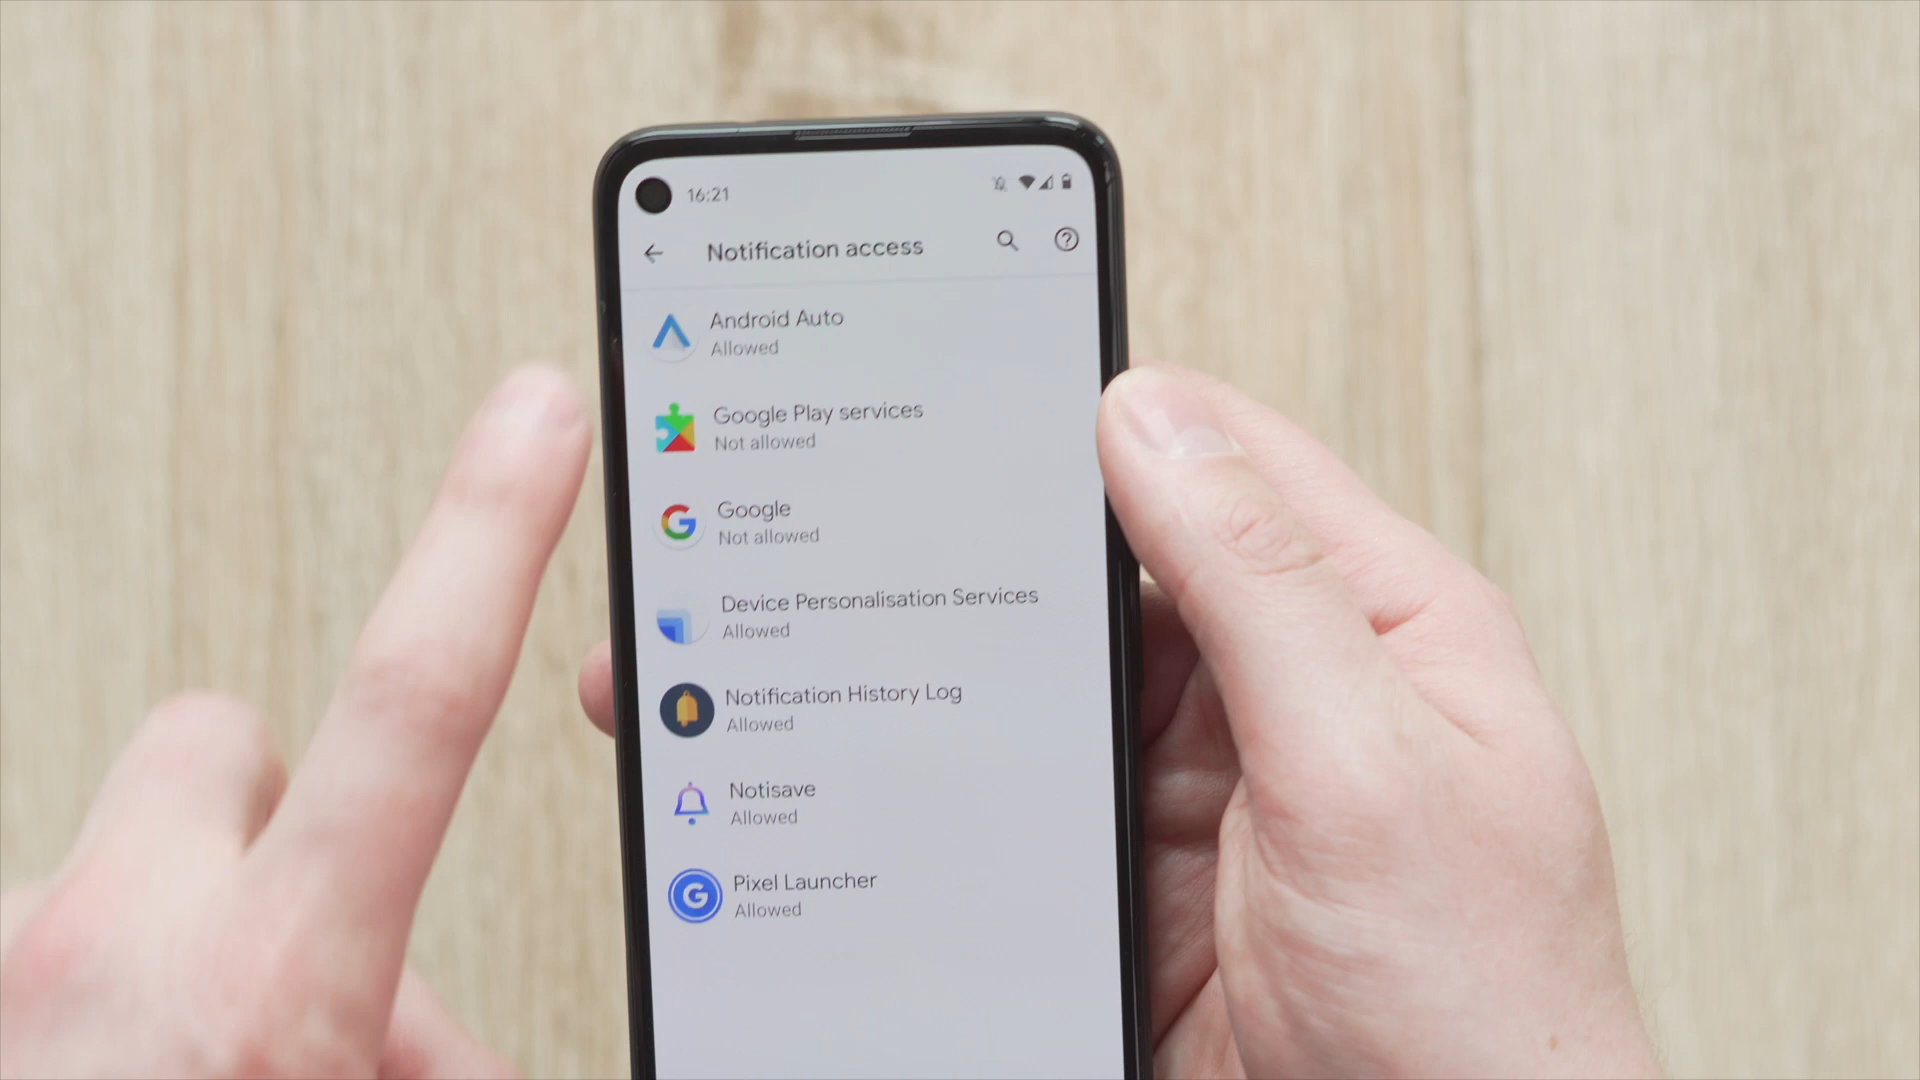 16:21
Notification access
Android Auto
Allowed
Google Play services
Not allowed
Google
Not allowed
Device Personalisation Services
Allowed
Notification History Log
Allowed
Notisave
Allowed
Pixel Launcher
Allowed